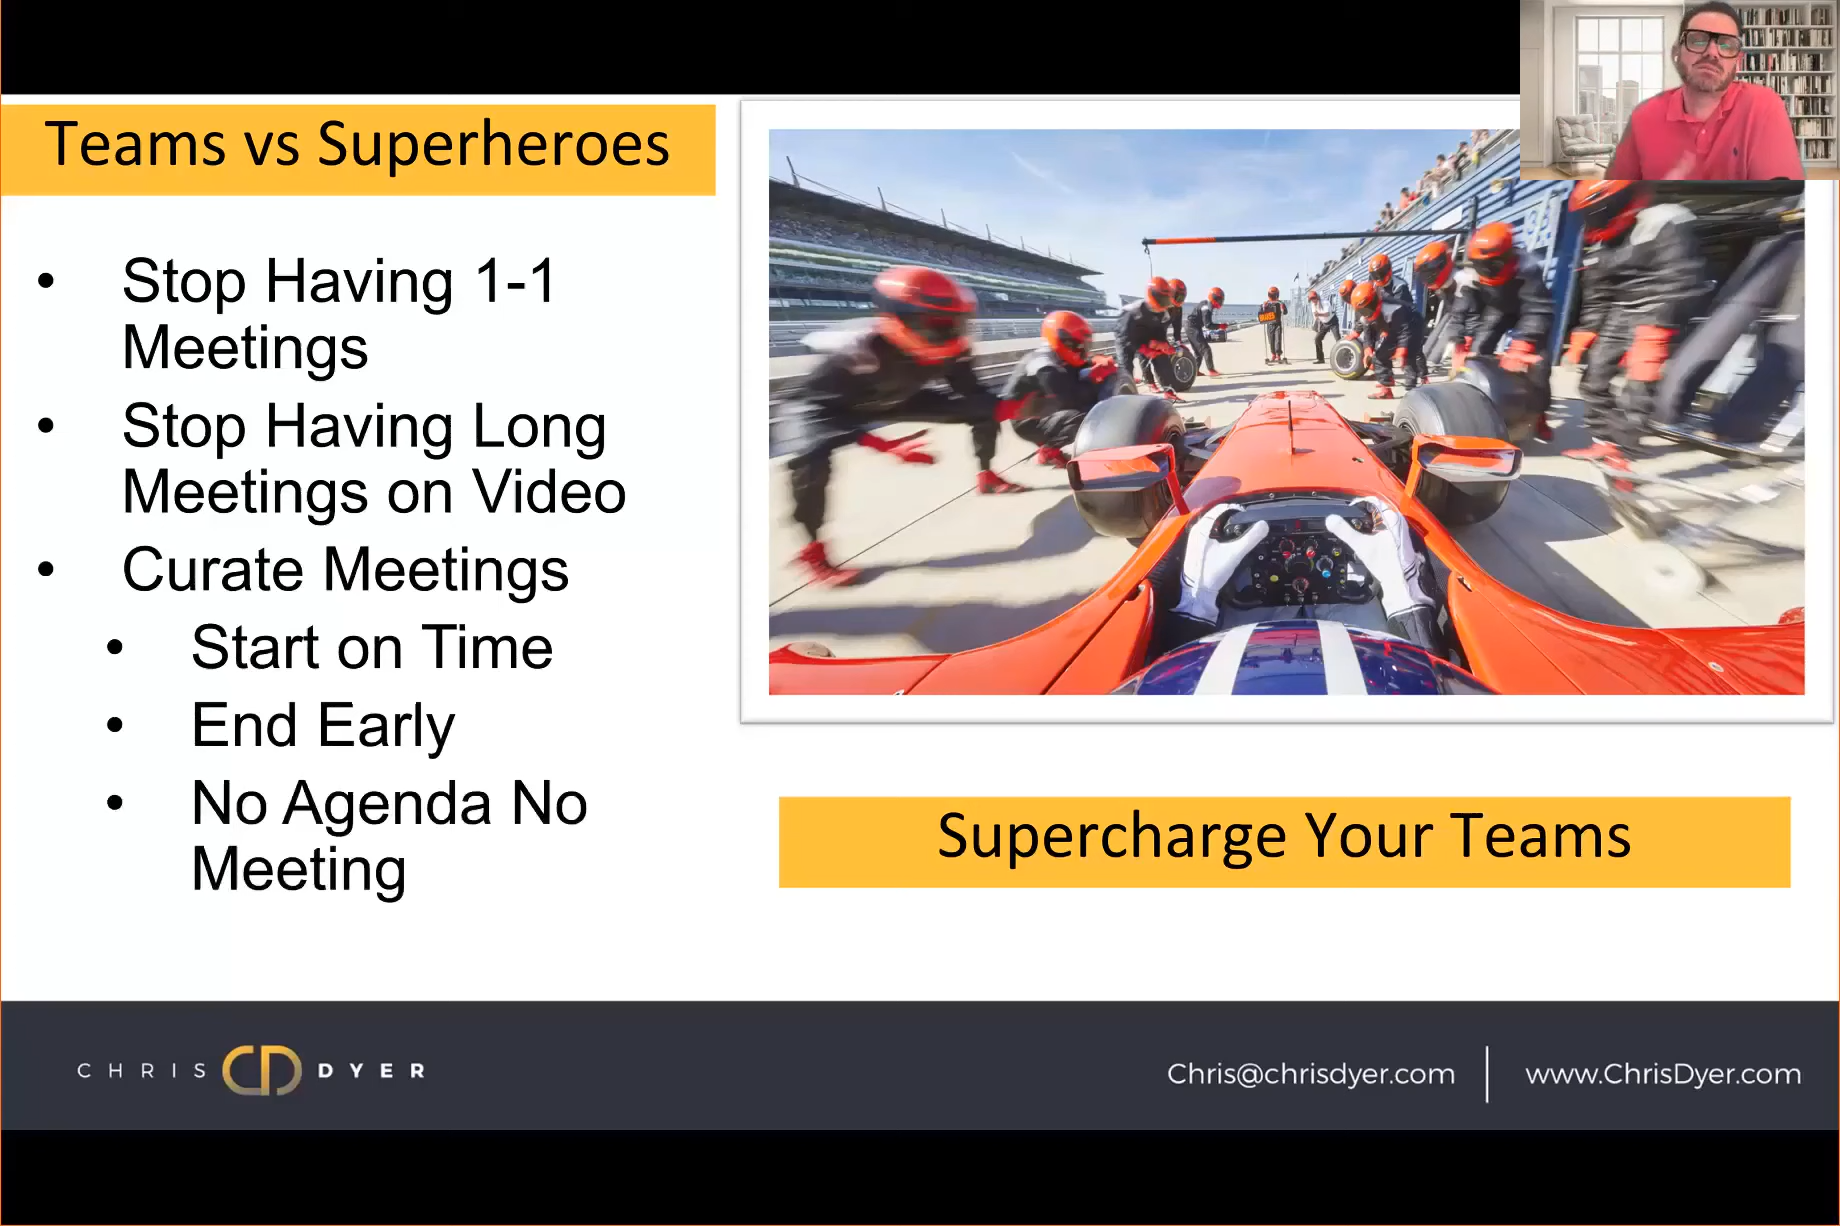 Teams vs Superheroes
• Stop Having 1-1
Meetings
• Stop Having Long
Meetings on Video
• Curate Meetings
• Start on Time
• End Early
• No Agenda No
Meeting
Supercharge Your Teams
CHRIS CD DYER
Chris@chrisdyer.com | www.ChrisDyer.com